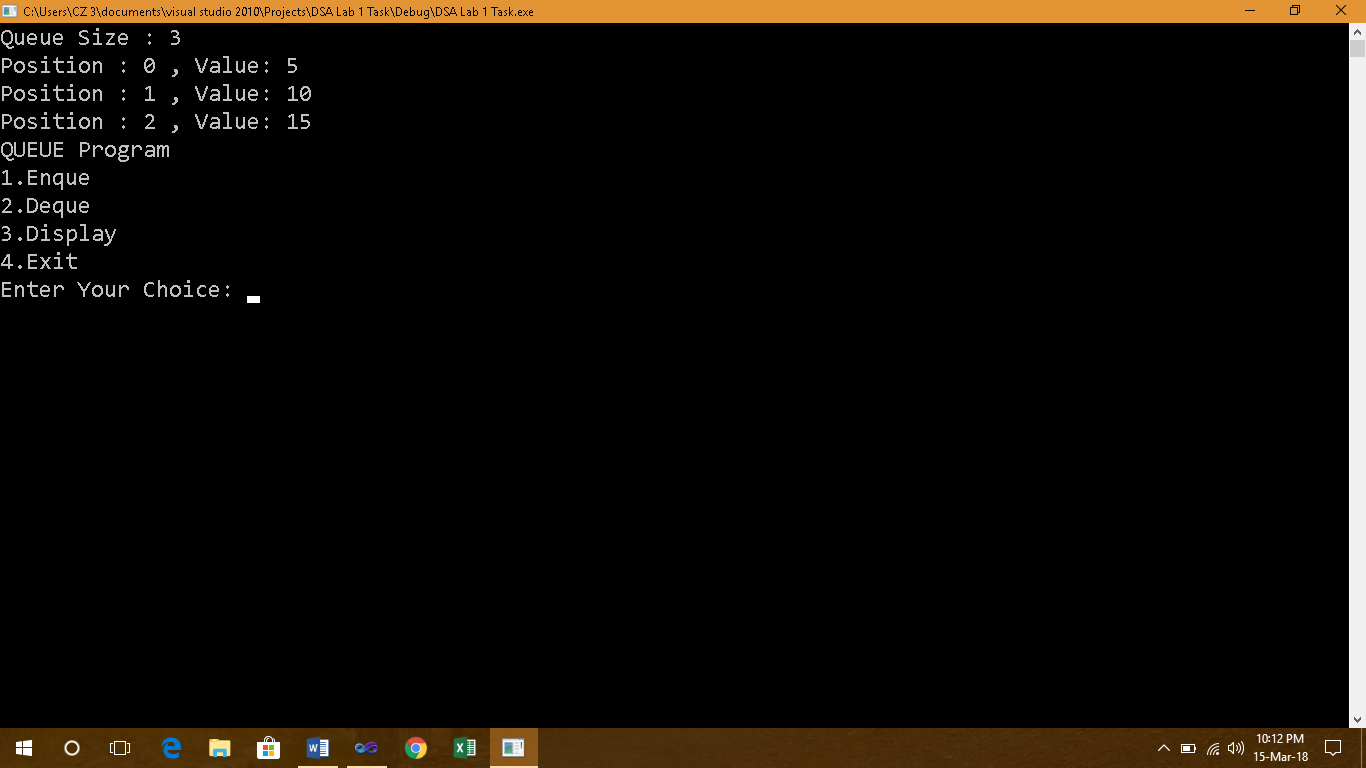 C:\Users\CZ 3\documents\visual studio 2010\Projects\DSA Lab 1 Task\Debug\DSA Lab 1 Task.exe
Queue Size : 3
Position : 0 , Value: 5
Position : 1 , Value: 10
Position : 2 , Value: 15
QUEUE Program
1.Enque
2.Deque
3.Display
4.Exit
Enter Your Choice:
10:12 PM
15-Mar-18